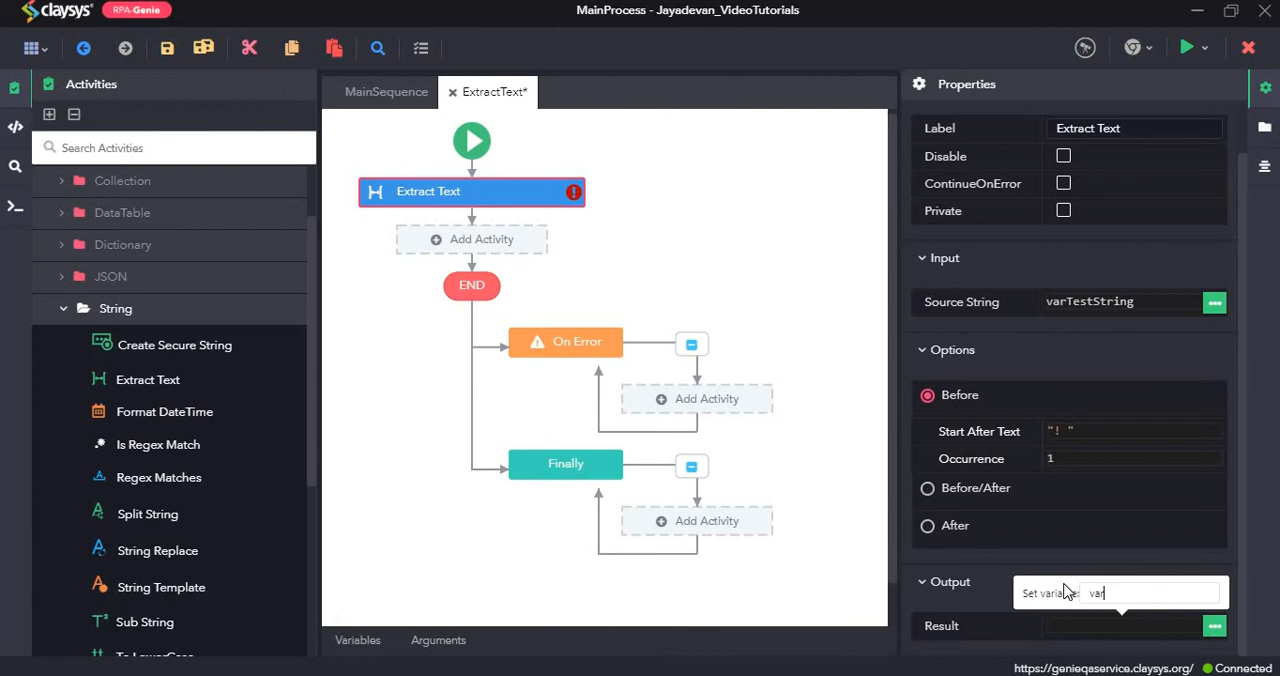 claysys RPA-Genie MainProcess - Jayadevan_VideoTutorials
Activities
Search Activities
Collection
DataTable
Dictionary
JSON
String
Create Secure String
Extract Text
Format DateTime
Is Regex Match
Regex Matches
Split String
String Replace
String Template
Sub String
To LowerCase
MainSequence
ExtractText*
Extract Text
Add Activity
END
On Error
Add Activity
Finally
Add Activity
Variables Arguments
Properties
Label Extract Text
Disable
ContinueOnError
Private
Input
Source String varTestString
Options
Before
Start After Text "! "
Occurrence 1
Before/After
After
Output
Set variable: var
Result
https://genieqaservice.claysys.org/ Connected